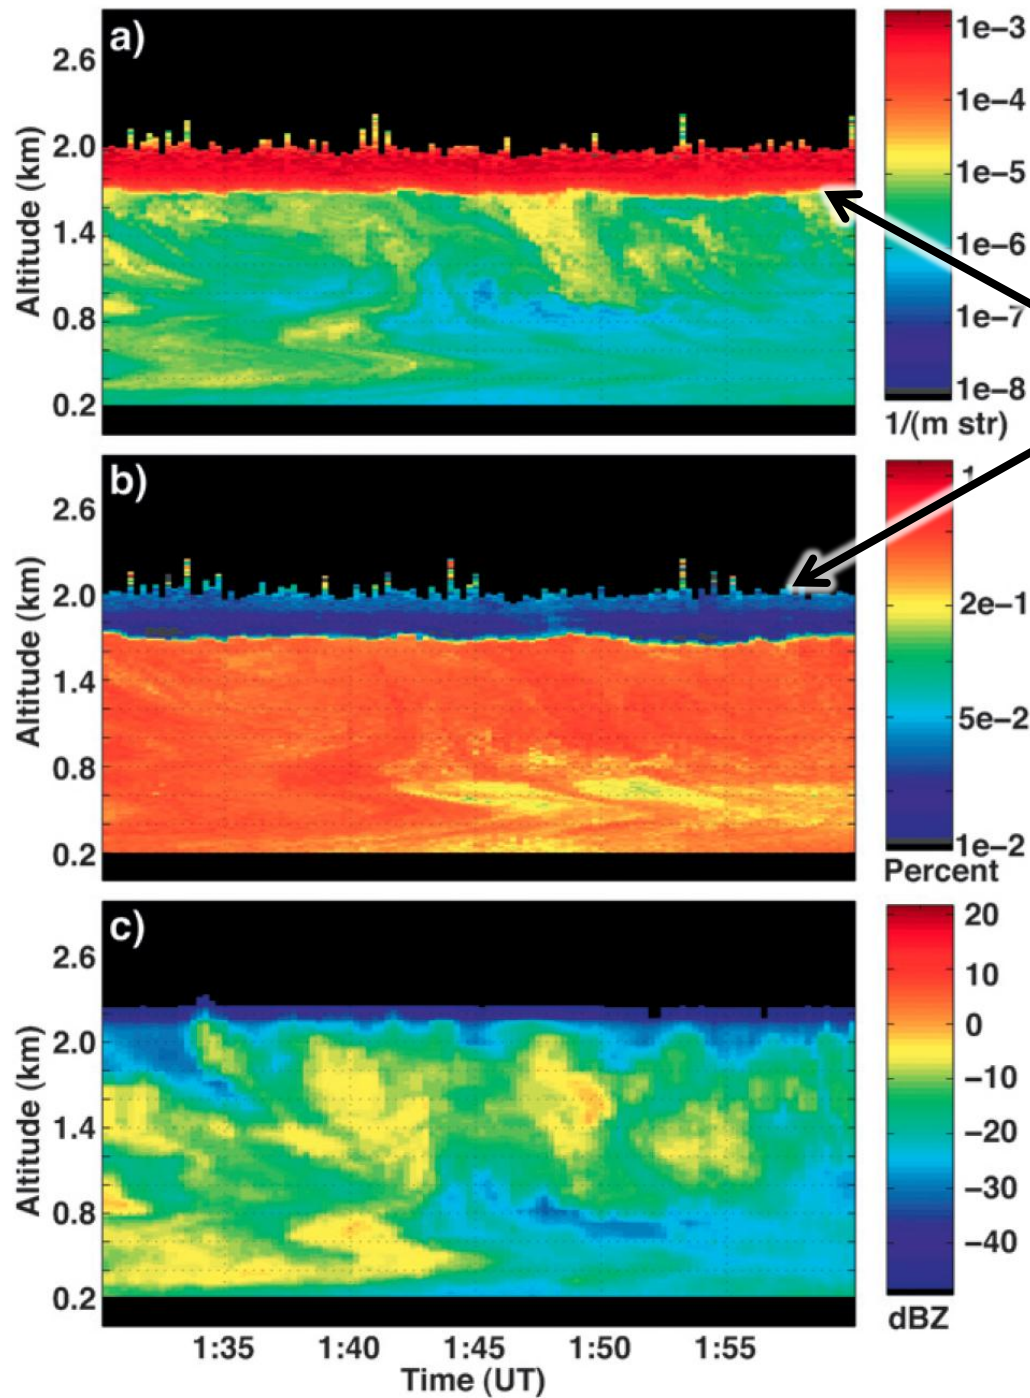 a)
2.6
2.0
1.4
0.8
0.2
Altitude (km)
1e–3
1e–4
1e–5
1e–6
1e–7
1e–8
1/(m str)
b)
2.6
2.0
1.4
0.8
0.2
Altitude (km)
1
2e–1
5e–2
1e–2
Percent
c)
2.6
2.0
1.4
0.8
0.2
Altitude (km)
20
10
0
–10
–20
–30
–40
dBZ
1:35 1:40 1:45 1:50 1:55
Time (UT)